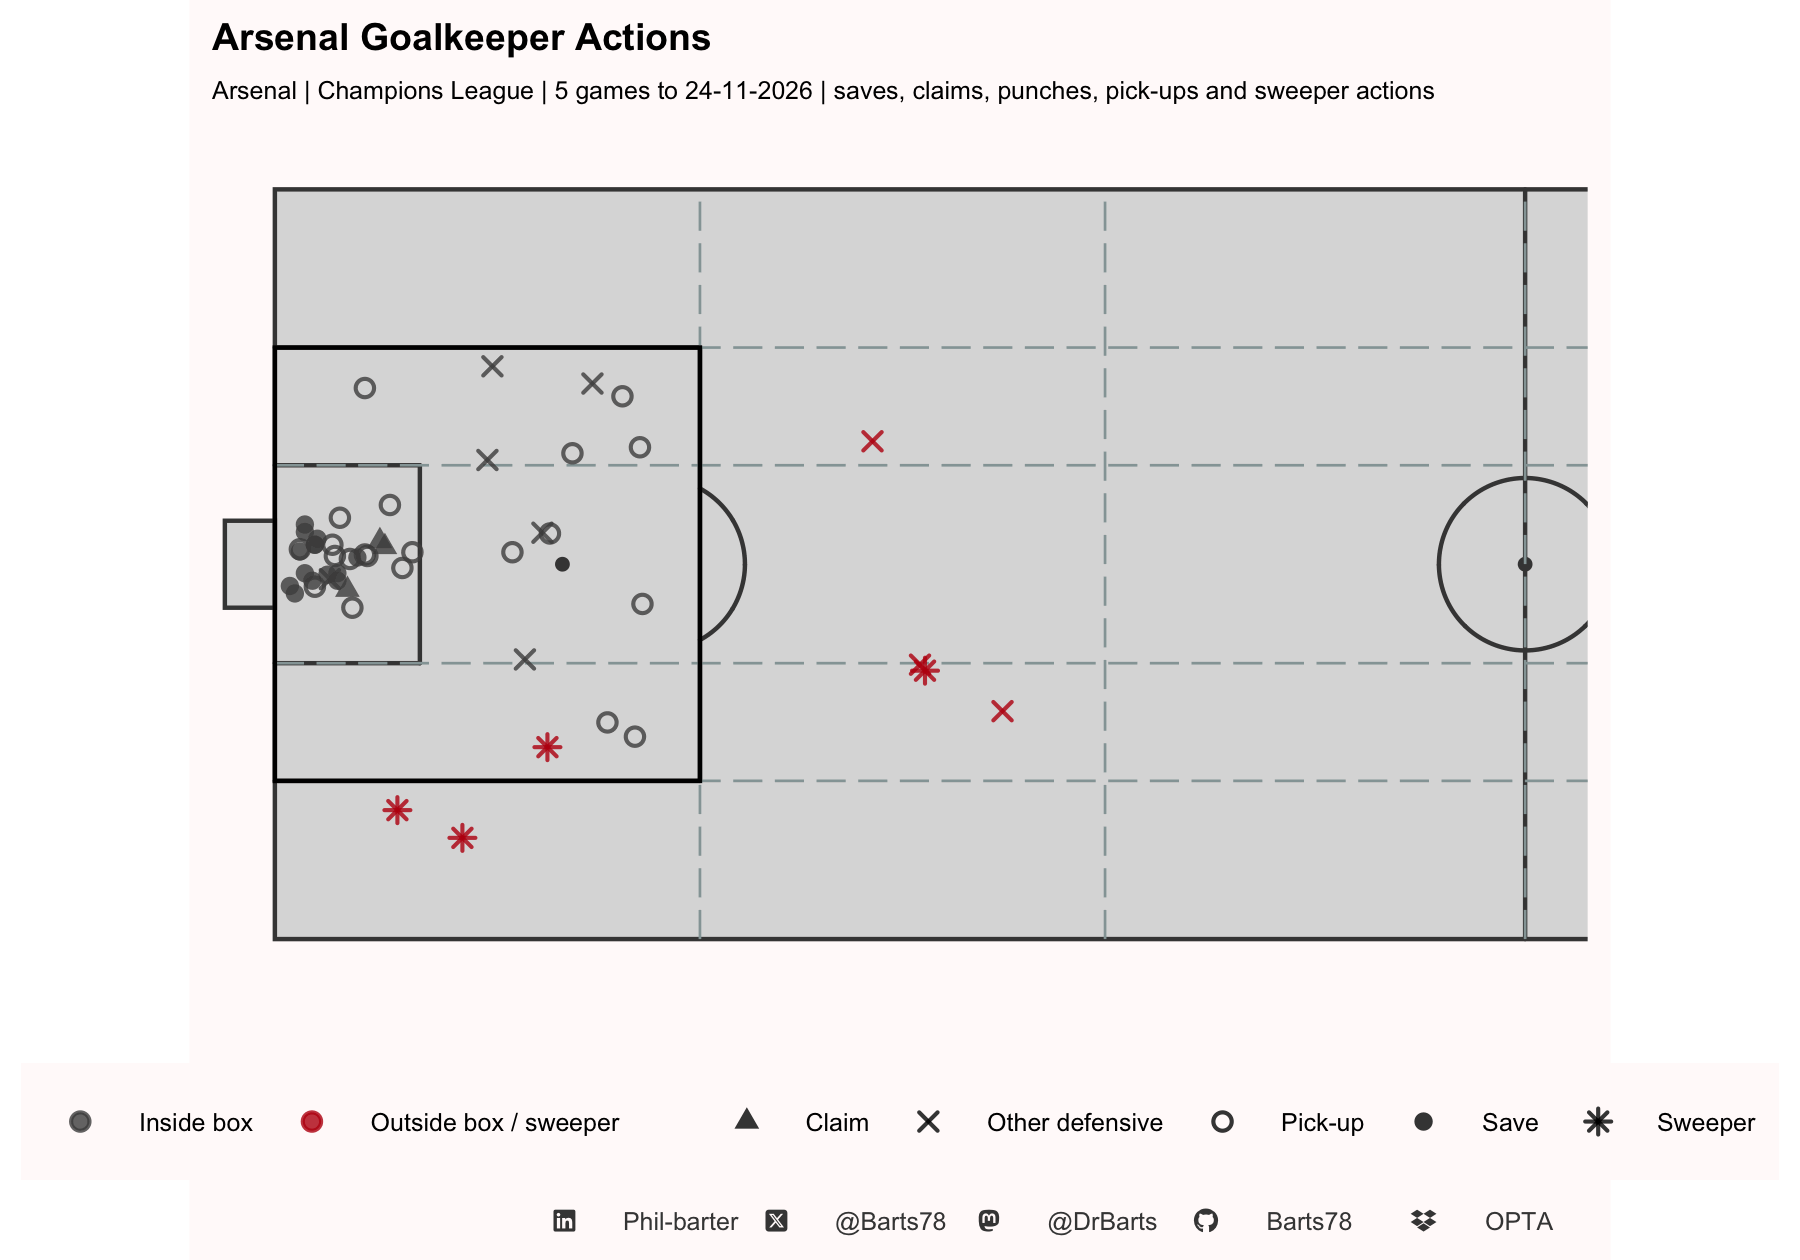 Arsenal Goalkeeper Actions
Arsenal | Champions League | 5 games to 24-11-2026 | saves, claims, punches, pick-ups and sweeper actions
Inside box Outside box / sweeper Claim Other defensive Pick-up Save Sweeper
Phil-barter @Barts78 @DrBarts Barts78 OPTA